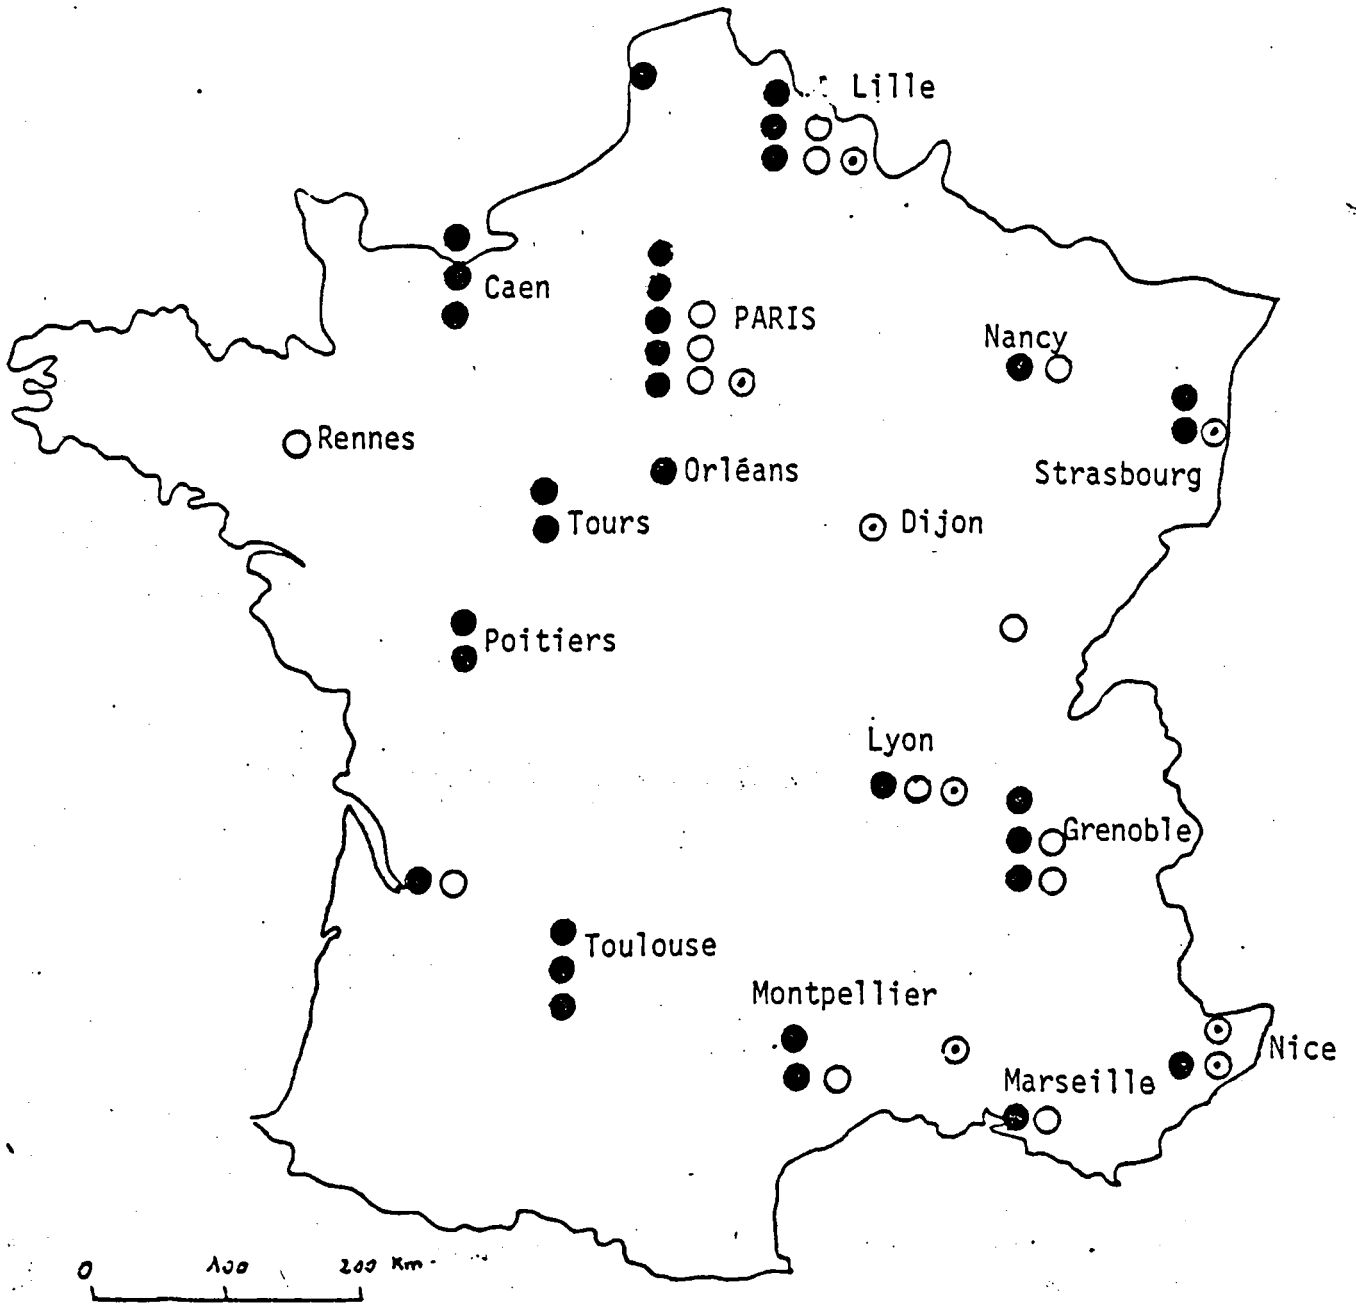 Lille
Caen
PARIS
Nancy
Rennes
Orléans
Strasbourg
Tours
Dijon
Poitiers
Lyon
Grenoble
Toulouse
Montpellier
Nice
Marseille
0 100 200 Km